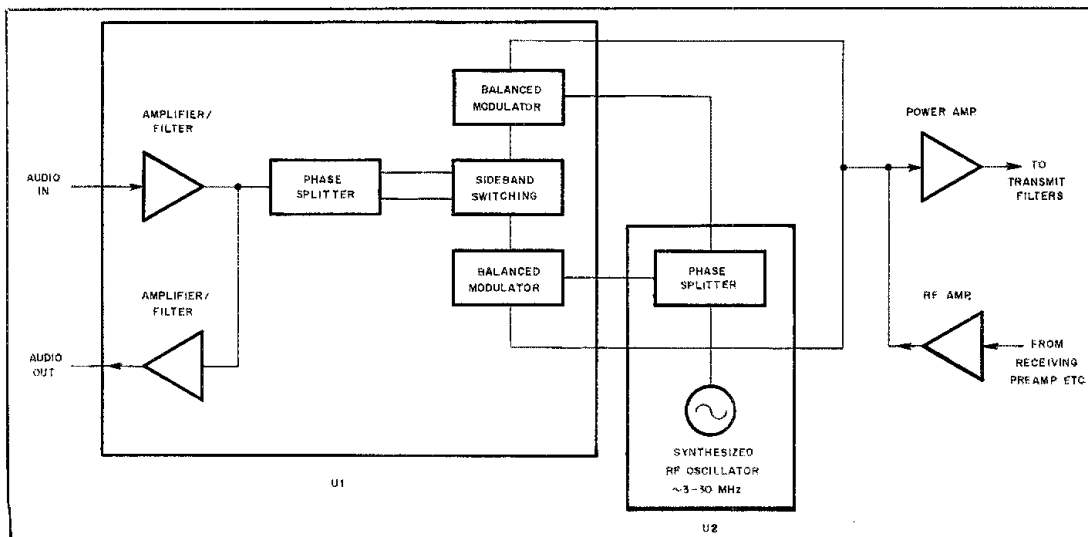 BALANCED
MODULATOR
AMPLIFIER/
FILTER
POWER AMP.
AUDIO
IN
PHASE
SPLITTER
SIDEBAND
SWITCHING
TO
TRANSMIT
FILTERS
BALANCED
MODULATOR
PHASE
SPLITTER
AMPLIFIER/
FILTER
RF AMP.
AUDIO
OUT
FROM
RECEIVING
PREAMP ETC.
SYNTHESIZED
RF OSCILLATOR
~3-30 MHz
U1
U2